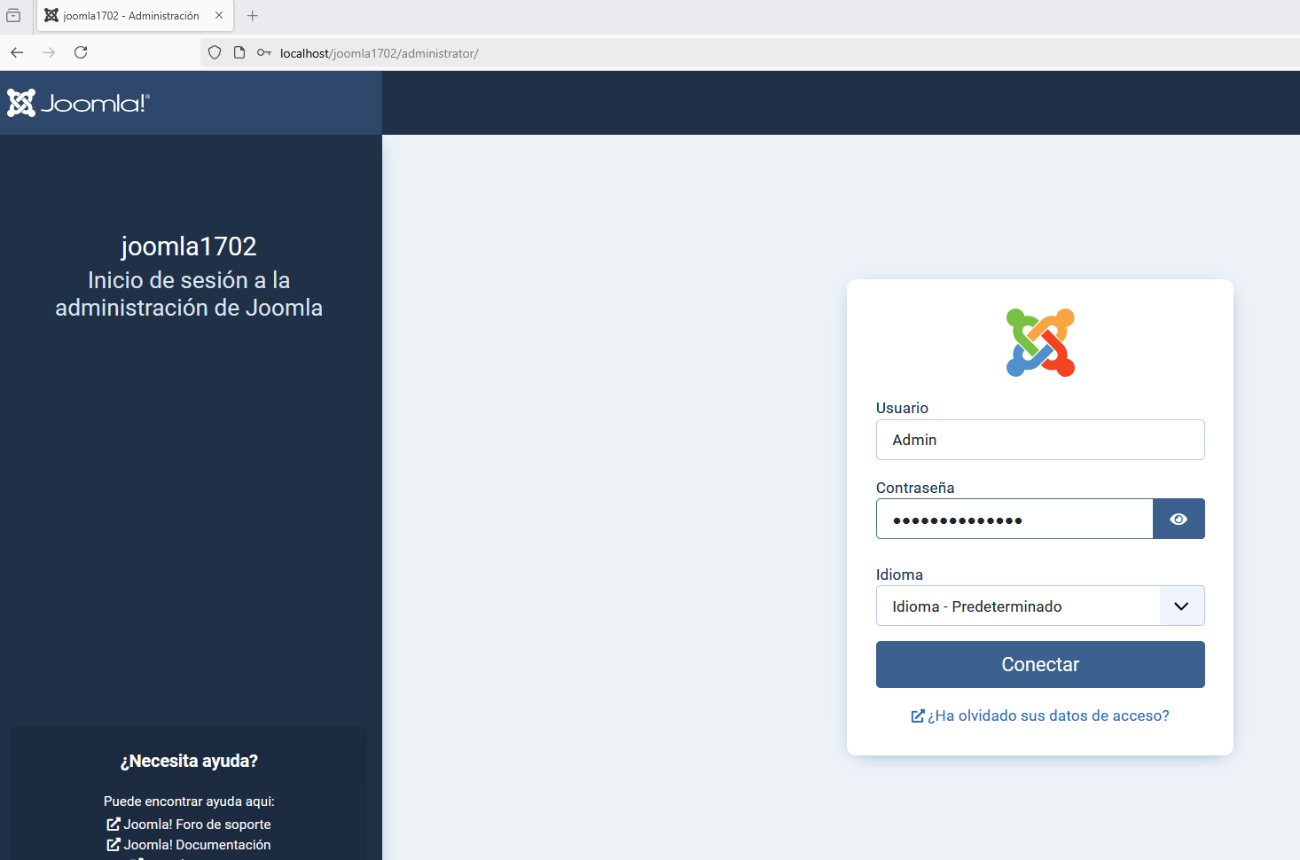 joomla1702 - Administración
localhost/joomla1702/administrator/
Joomla!®
joomla1702
Inicio de sesión a la
administración de Joomla
Usuario
Admin
Contraseña
••••••••••••••
Idioma
Idioma - Predeterminado
Conectar
¿Ha olvidado sus datos de acceso?
¿Necesita ayuda?
Puede encontrar ayuda aqui:
Joomla! Foro de soporte
Joomla! Documentación